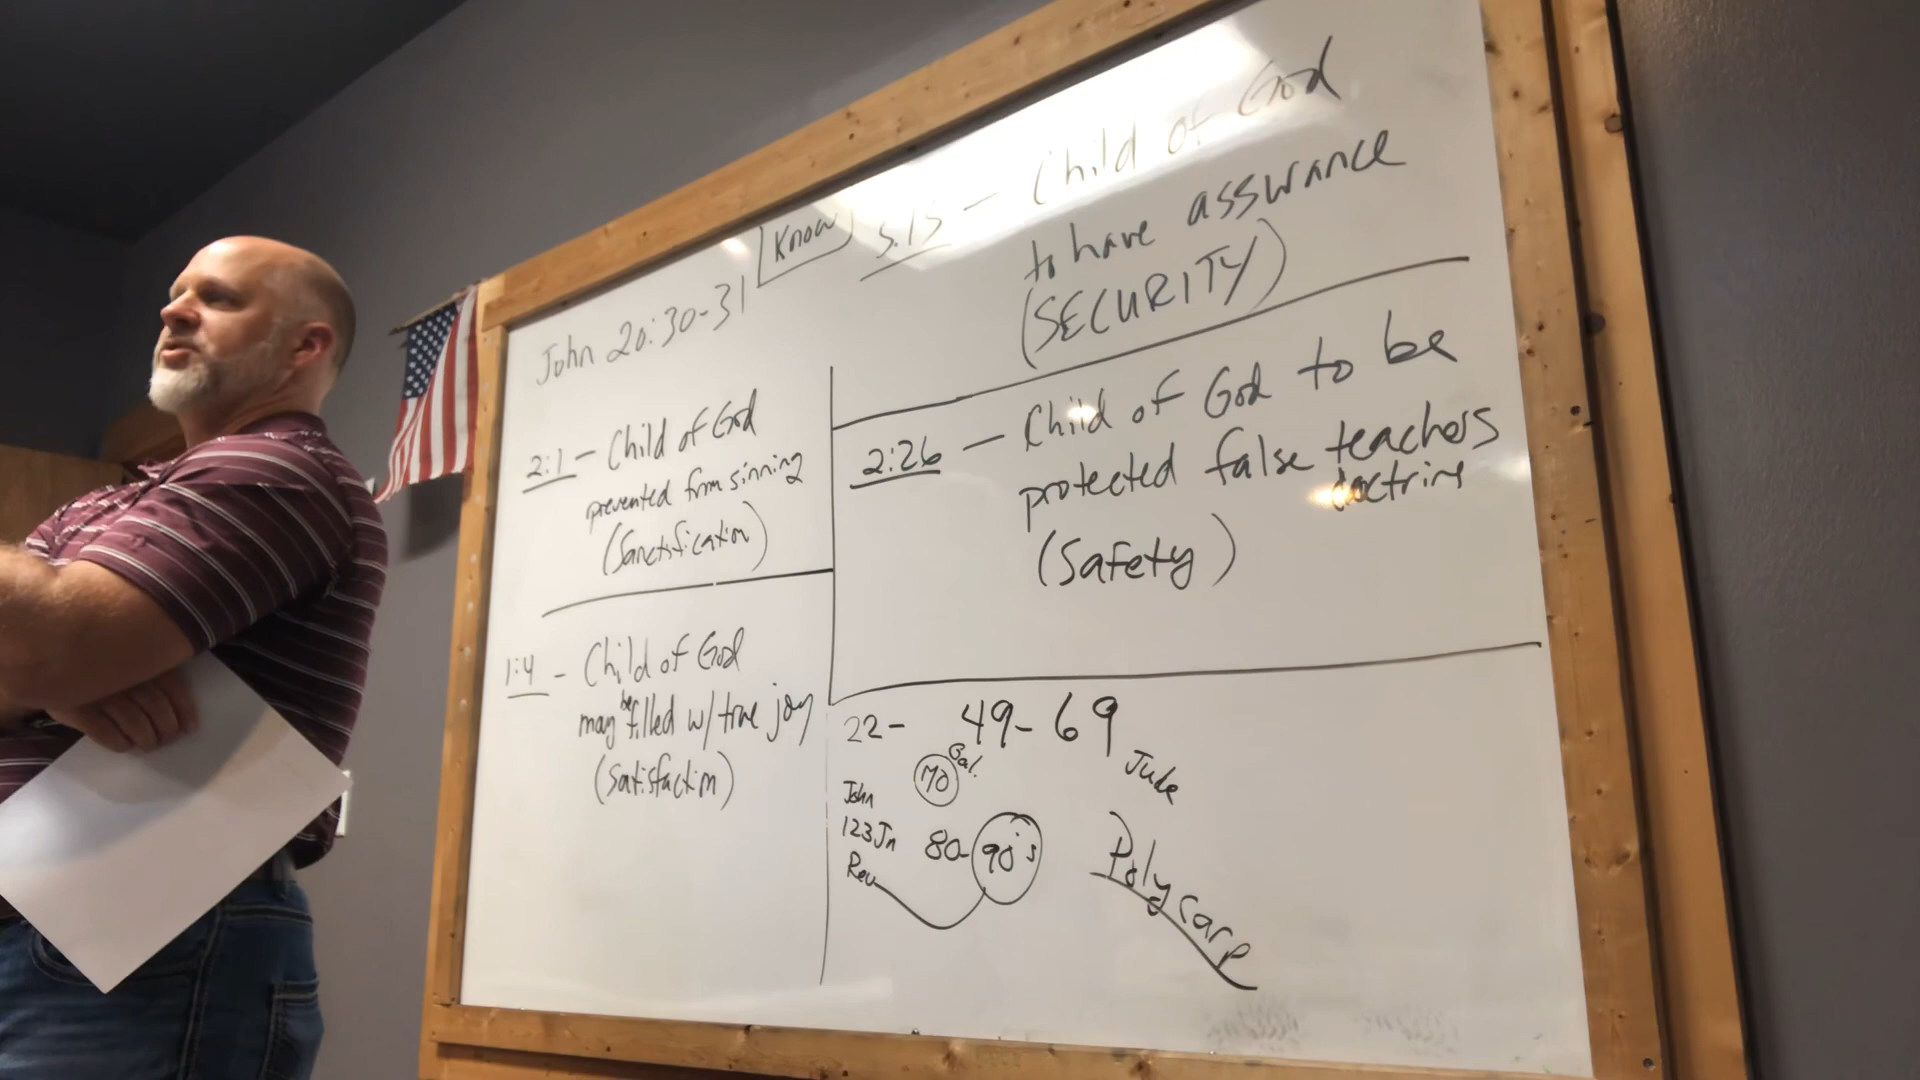 John 20:30-31
Know
5:13 - Child of God
to have assurance
(SECURITY)
2:1 - Child of God
prevented from sinning
(Sanctification)
2:26 - Child of God to be
protected false teachers
doctrine
(Safety)
1:4 - Child of God
may be filled w/ true joy
(Satisfaction)
22- 49-69
70 Gal. Jude
John
123Jn 80-90's
Rev
Polycarp